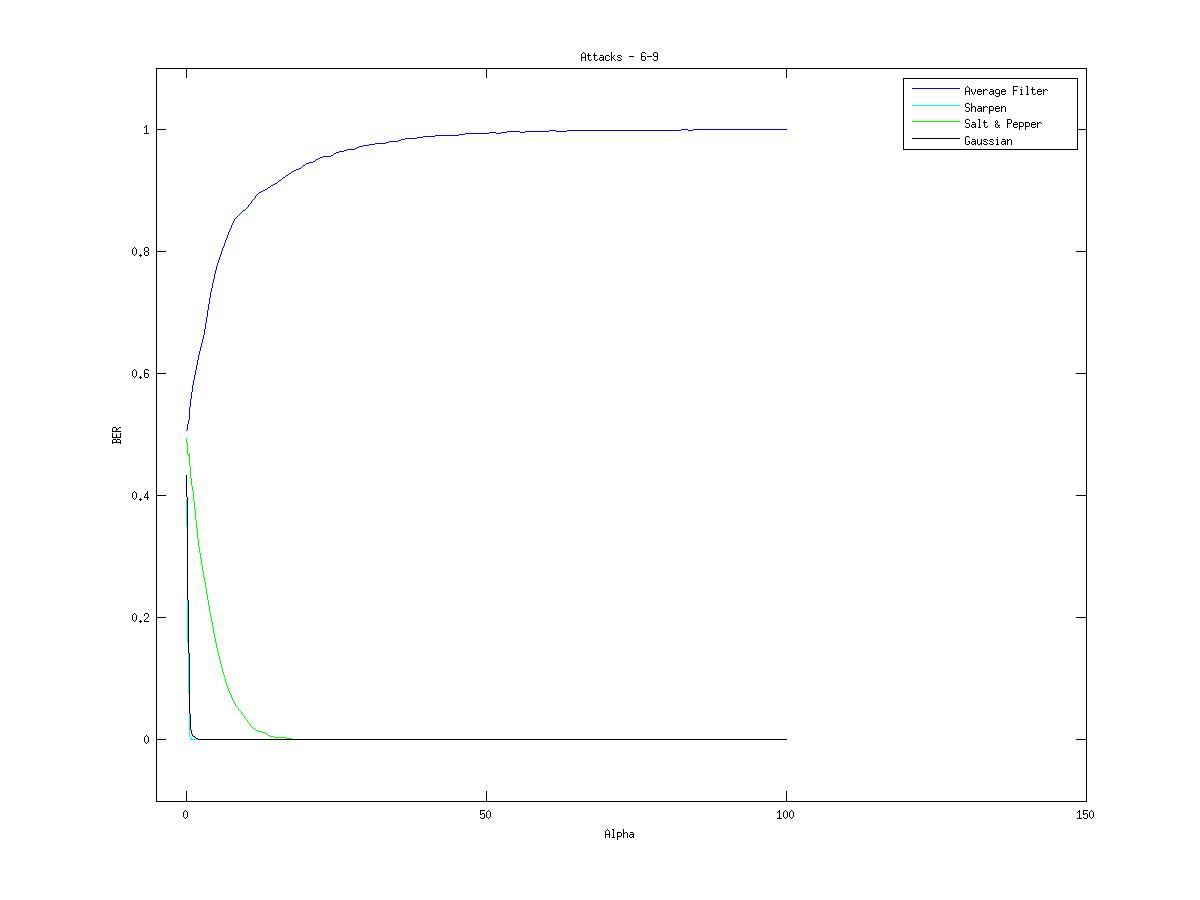 Attacks - 6-9
Average Filter
Sharpen
Salt & Pepper
Gaussian
1
0.8
0.6
0.4
0.2
0
BER
0 50 100 150
Alpha